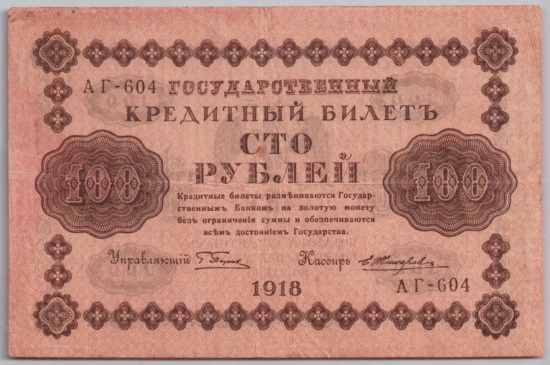 АГ-604 ГОСУДАРСТВЕННЫЙ
КРЕДИТНЫЙ БИЛЕТЪ
СТО
РУБЛЕЙ
100 100
Кредитные билеты размѣниваются Государ-
ственнымъ Банкомъ на золотую монету
безъ ограниченія суммы и обезпечиваются
всѣмъ достояніемъ Государства.
Управляющій Кассиръ
1918
АГ-604